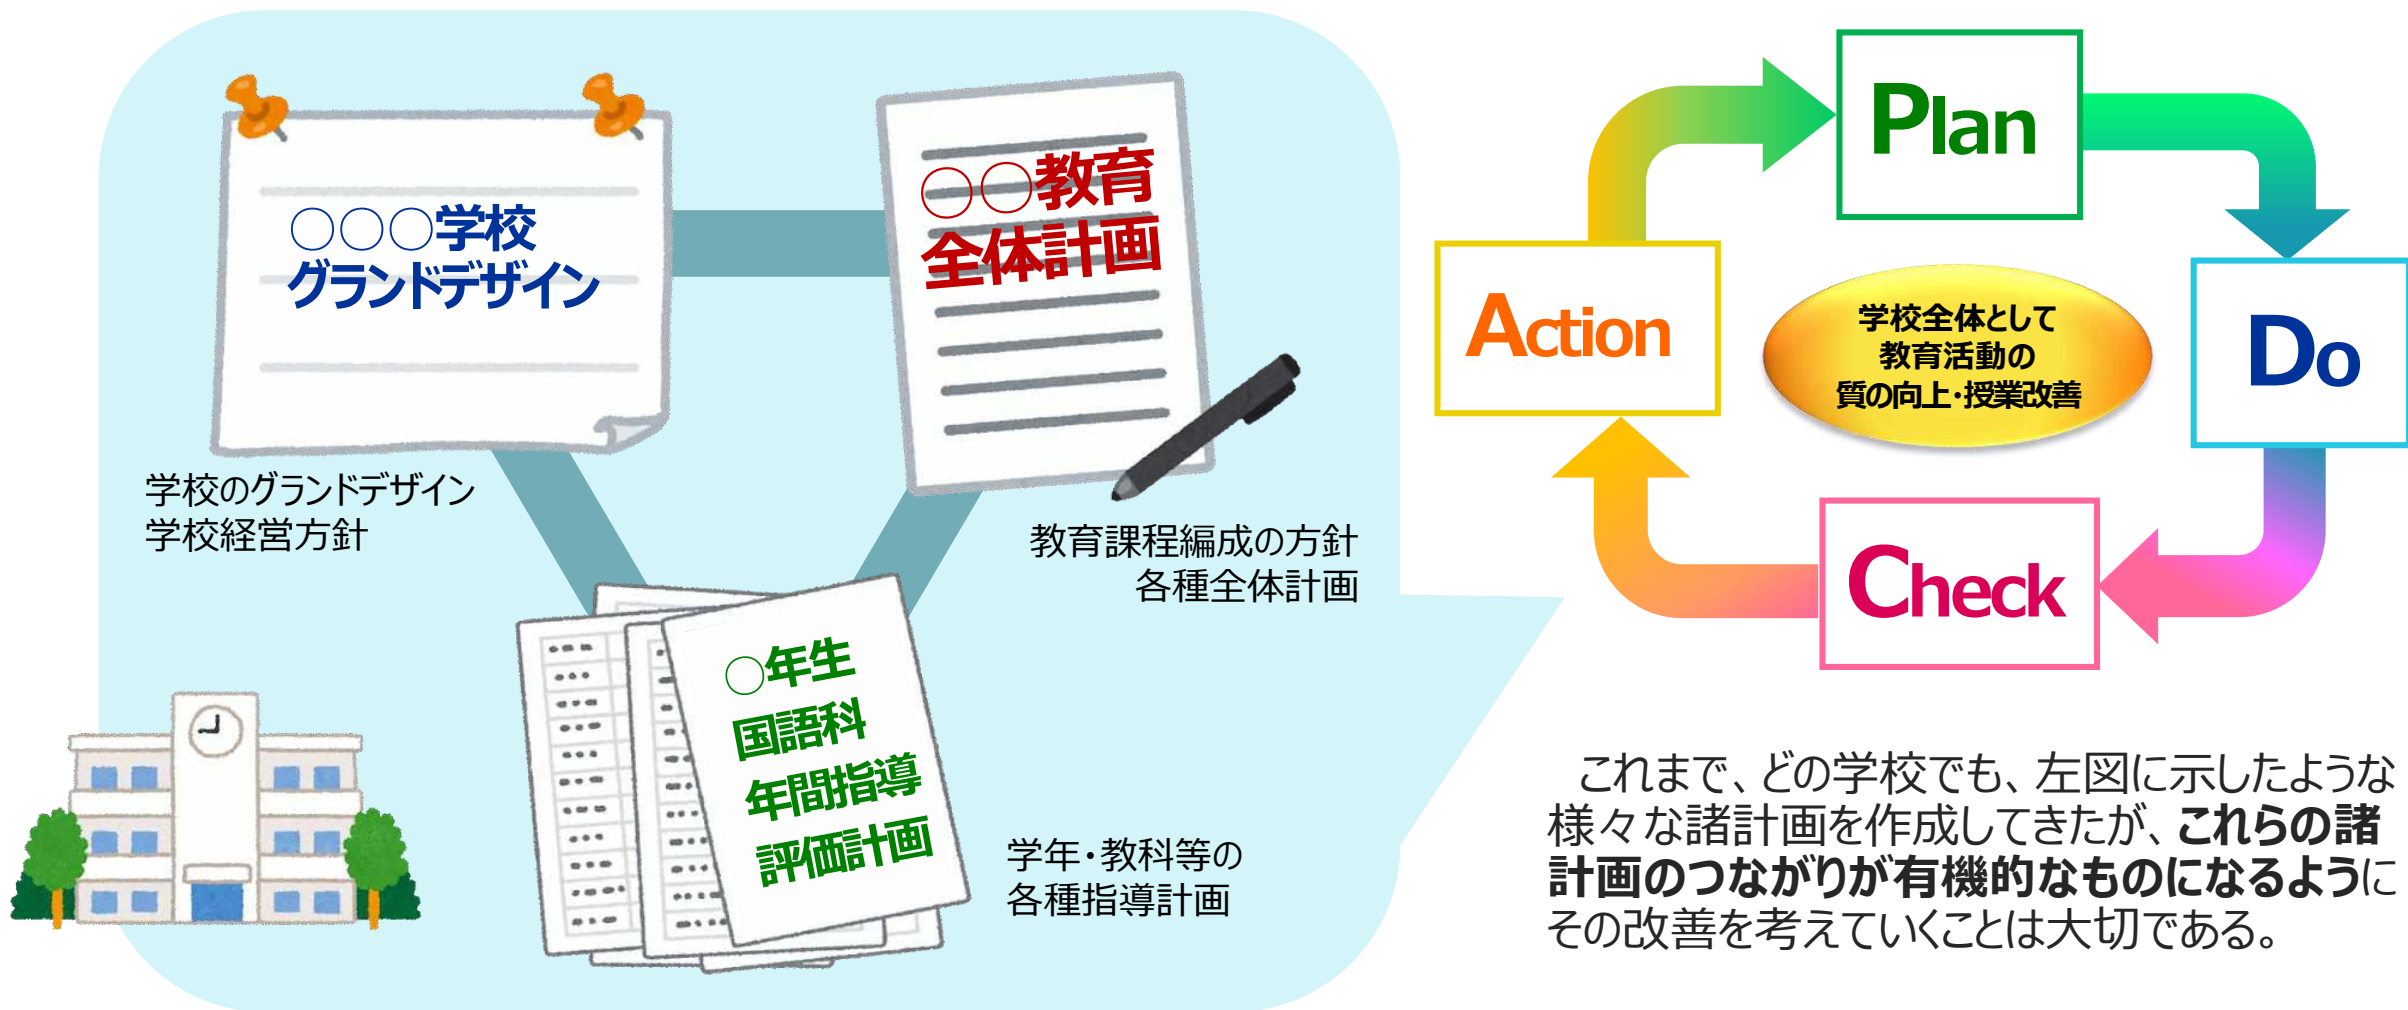 ○○○学校
グランドデザイン
学校のグランドデザイン
学校経営方針
○○教育
全体計画
教育課程編成の方針
各種全体計画
○年生
国語科
年間指導
評価計画
学年・教科等の
各種指導計画
Plan
Do
Check
Action
学校全体として
教育活動の
質の向上・授業改善
これまで、どの学校でも、左図に示したような
様々な諸計画を作成してきたが、これらの諸
計画のつながりが有機的なものになるように
その改善を考えていくことは大切である。